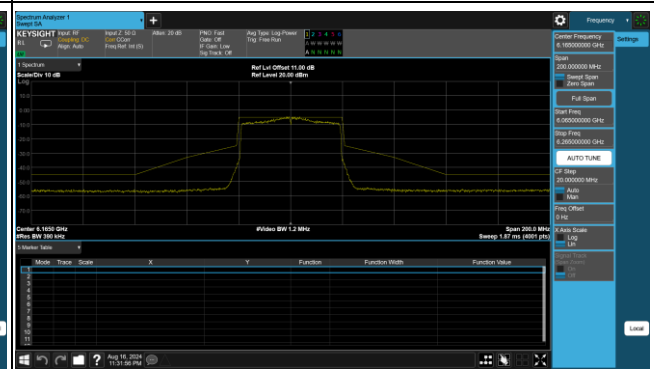 Spectrum Analyzer 1
Swept SA
Frequency
KEYSIGHT
Input: RF
Input Z: 50 Ω
Atten: 20 dB
PNO: Fast
Avg Type: Log-Power
1 2 3 4 5 6
Coupling: DC
Corr CCorr
Gate: Off
Trig: Free Run
A W W W W W
Align: Auto
Freq Ref: Int (S)
IF Gain: Low
Sig Track: Off
A N N N N N
1 Spectrum
Scale/Div 10 dB
Ref Lvl Offset 11.00 dB
Ref Level 20.00 dBm
Log
Center 6.1650 GHz
#Res BW 390 kHz
#Video BW 1.2 MHz
Span 200.0 MHz
Sweep 1.87 ms (4001 pts)
5 Marker Table
Mode Trace Scale X Y Function Function Width Function Value
1
2
3
4
5
6
7
8
9
10
11
Aug 16, 2024
11:31:56 PM
Center Frequency
6.165000000 GHz
Settings
Span
200.000000 MHz
Swept Span
Zero Span
Full Span
Start Freq
6.065000000 GHz
Stop Freq
6.265000000 GHz
AUTO TUNE
CF Step
20.000000 MHz
Auto
Man
Freq Offset
0 Hz
X Axis Scale
Log
Lin
Signal Track
On
Off
Local